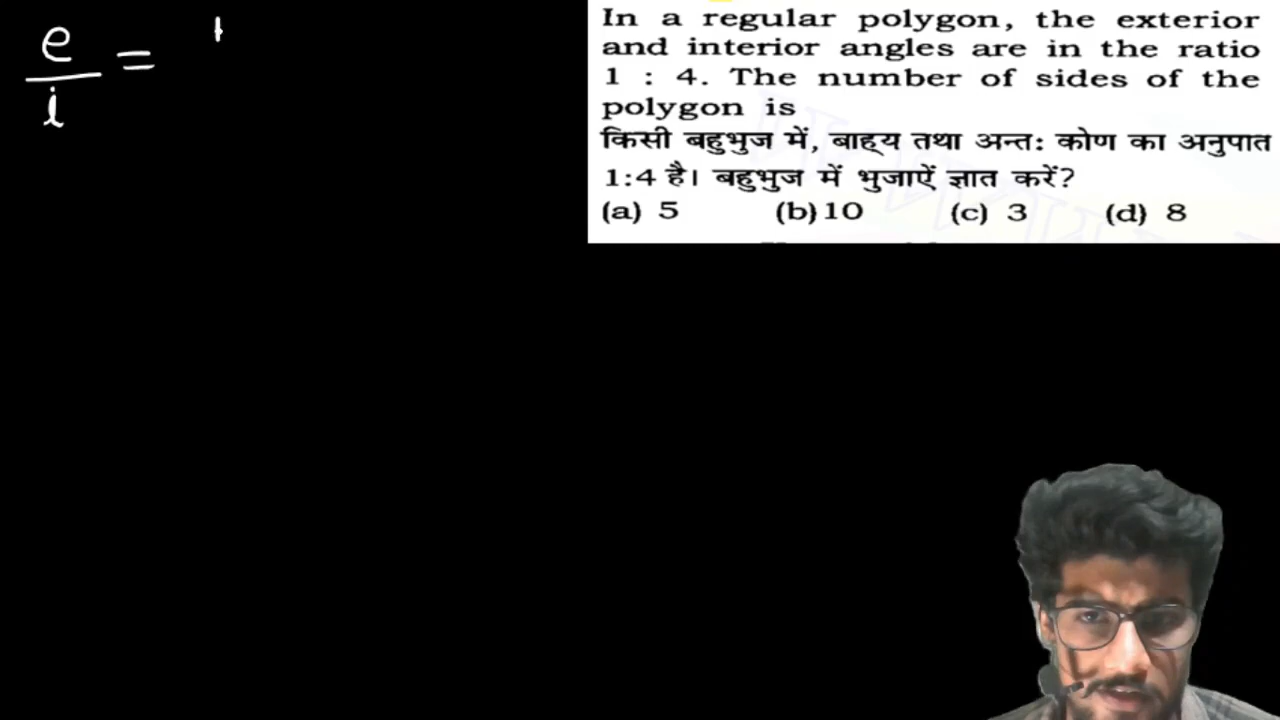 e
i
=
In a regular polygon, the exterior
and interior angles are in the ratio
1 : 4. The number of sides of the
polygon is
किसी बहुभुज में, बाह्य तथा अन्त: कोण का अनुपात
1:4 है। बहुभुज में भुजाऐं ज्ञात करें?
(a) 5 (b) 10 (c) 3 (d) 8